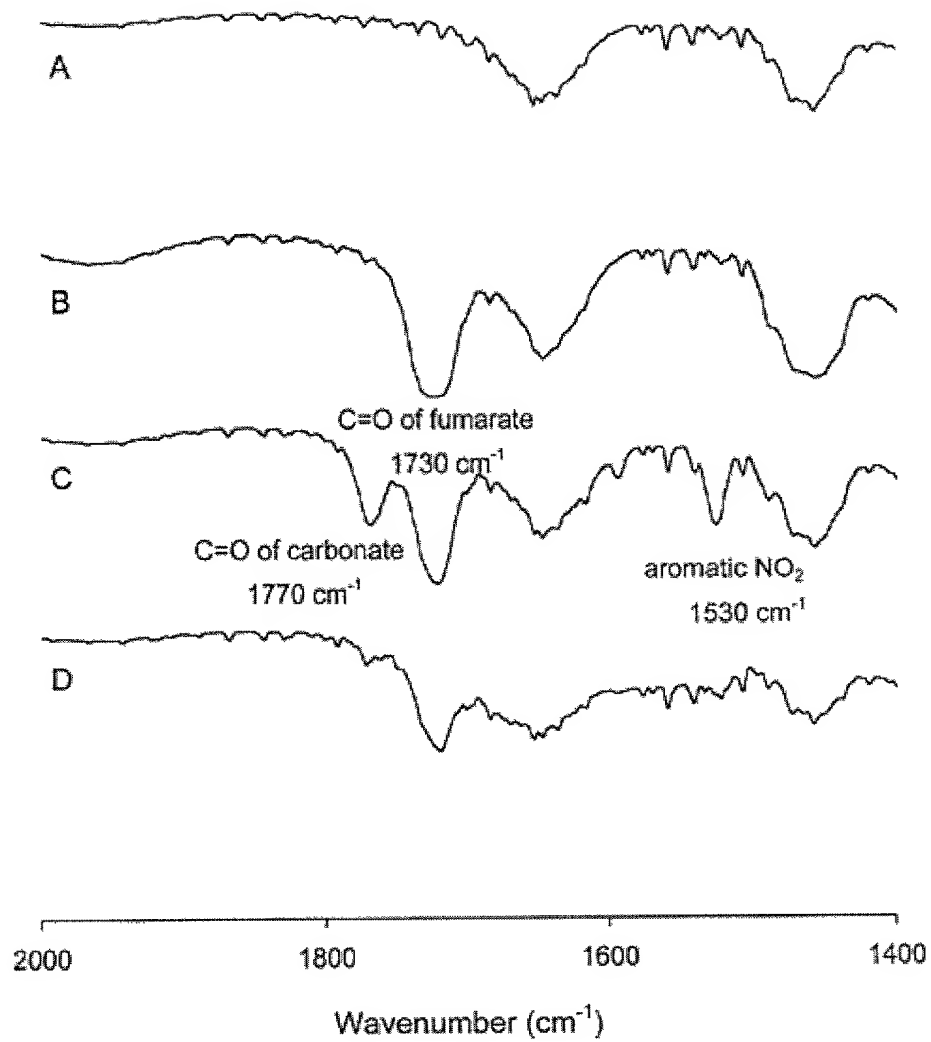 A
B
C=O of fumarate
1730 cm⁻¹
C
C=O of carbonate
1770 cm⁻¹
aromatic NO₂
1530 cm⁻¹
D
2000 1800 1600 1400
Wavenumber (cm⁻¹)